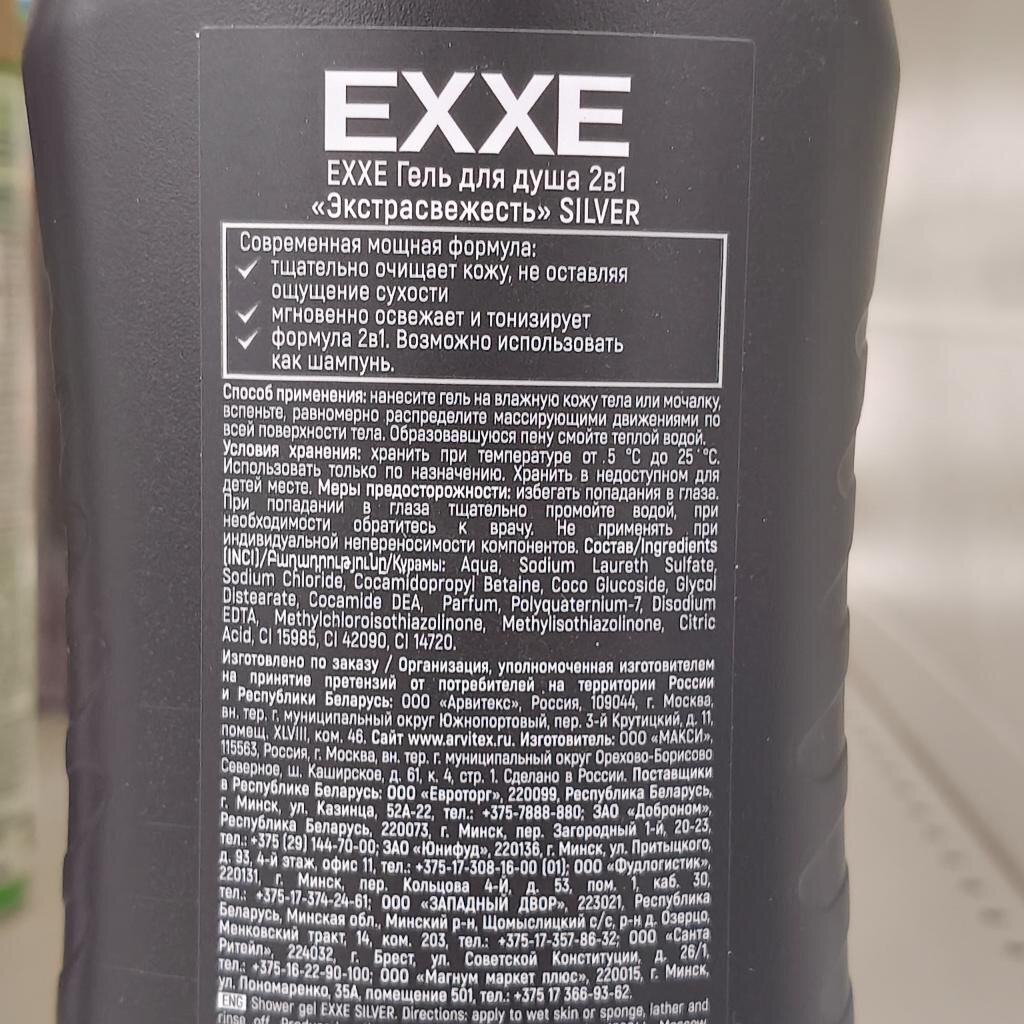 EXXE
EXXE Гель для душа 2в1
«Экстрасвежесть» SILVER
Современная мощная формула:
✓ тщательно очищает кожу, не оставляя
ощущение сухости
✓ мгновенно освежает и тонизирует
✓ формула 2в1. Возможно использовать
как шампунь.
Способ применения: нанесите гель на влажную кожу тела или мочалку,
вспеньте, равномерно распределите массирующими движениями по
всей поверхности тела. Образовавшуюся пену смойте теплой водой.
Условия хранения: хранить при температуре от 5 °C до 25 °C.
Использовать только по назначению. Хранить в недоступном для
детей месте. Меры предосторожности: избегать попадания в глаза.
При попадании в глаза тщательно промойте водой, при
необходимости обратитесь к врачу. Не применять при
индивидуальной непереносимости компонентов. Состав/Ingredients
(INCI)/Բաղադրությունը/Құрамы: Aqua, Sodium Laureth Sulfate,
Sodium Chloride, Cocamidopropyl Betaine, Coco Glucoside, Glycol
Distearate, Cocamide DEA, Parfum, Polyquaternium-7, Disodium
EDTA, Methylchloroisothiazolinone, Methylisothiazolinone, Citric
Acid, CI 15985, CI 42090, CI 14720.
Изготовлено по заказу / Организация, уполномоченная изготовителем
на принятие претензий от потребителей на территории России
и Республики Беларусь: ООО «Арвитекс», Россия, 109044, г. Москва,
вн. тер. г. муниципальный округ Южнопортовый, пер. 3-й Крутицкий, д. 11,
помещ. XLVIII, ком. 46. Сайт www.arvitex.ru. Изготовитель: ООО «МАКСИ»,
115563, Россия, г. Москва, вн. тер. г. муниципальный округ Орехово-Борисово
Северное, ш. Каширское, д. 61, к. 4, стр. 1. Сделано в России. Поставщики
в Республике Беларусь: ООО «Евроторг», 220099, Республика Беларусь,
г. Минск, ул. Казинца, 52А-22, тел.: +375-7888-880; ЗАО «Доброном»,
Республика Беларусь, 220073, г. Минск, пер. Загородный 1-й, 20-23,
тел.: +375 (29) 144-70-00; ЗАО «Юнифуд», 220136, г. Минск, ул. Притыцкого,
д. 93, 4-й этаж, офис 11, тел.: +375-17-308-16-00 (01); ООО «Фудлогистик»,
220131, г. Минск, пер. Кольцова 4-й, д. 53, пом. 1, каб. 30,
тел.: +375-17-374-24-61; ООО «ЗАПАДНЫЙ ДВОР», 223021, Республика
Беларусь, Минская обл., Минский р-н, Щомыслицкий с/с, р-н д. Озерцо,
Менковский тракт, 14, ком. 203, тел.: +375-17-357-86-32; ООО «Санта
Ритейл», 224032, г. Брест, ул. Советской Конституции, д. 26/1,
тел.: +375-16-22-90-100; ООО «Магнум маркет плюс», 220015, г. Минск,
ул. Пономаренко, 35А, помещение 501, тел.: +375 17 366-93-62.
ENG Shower gel EXXE SILVER. Directions: apply to wet skin or sponge, lather and
rinse off.